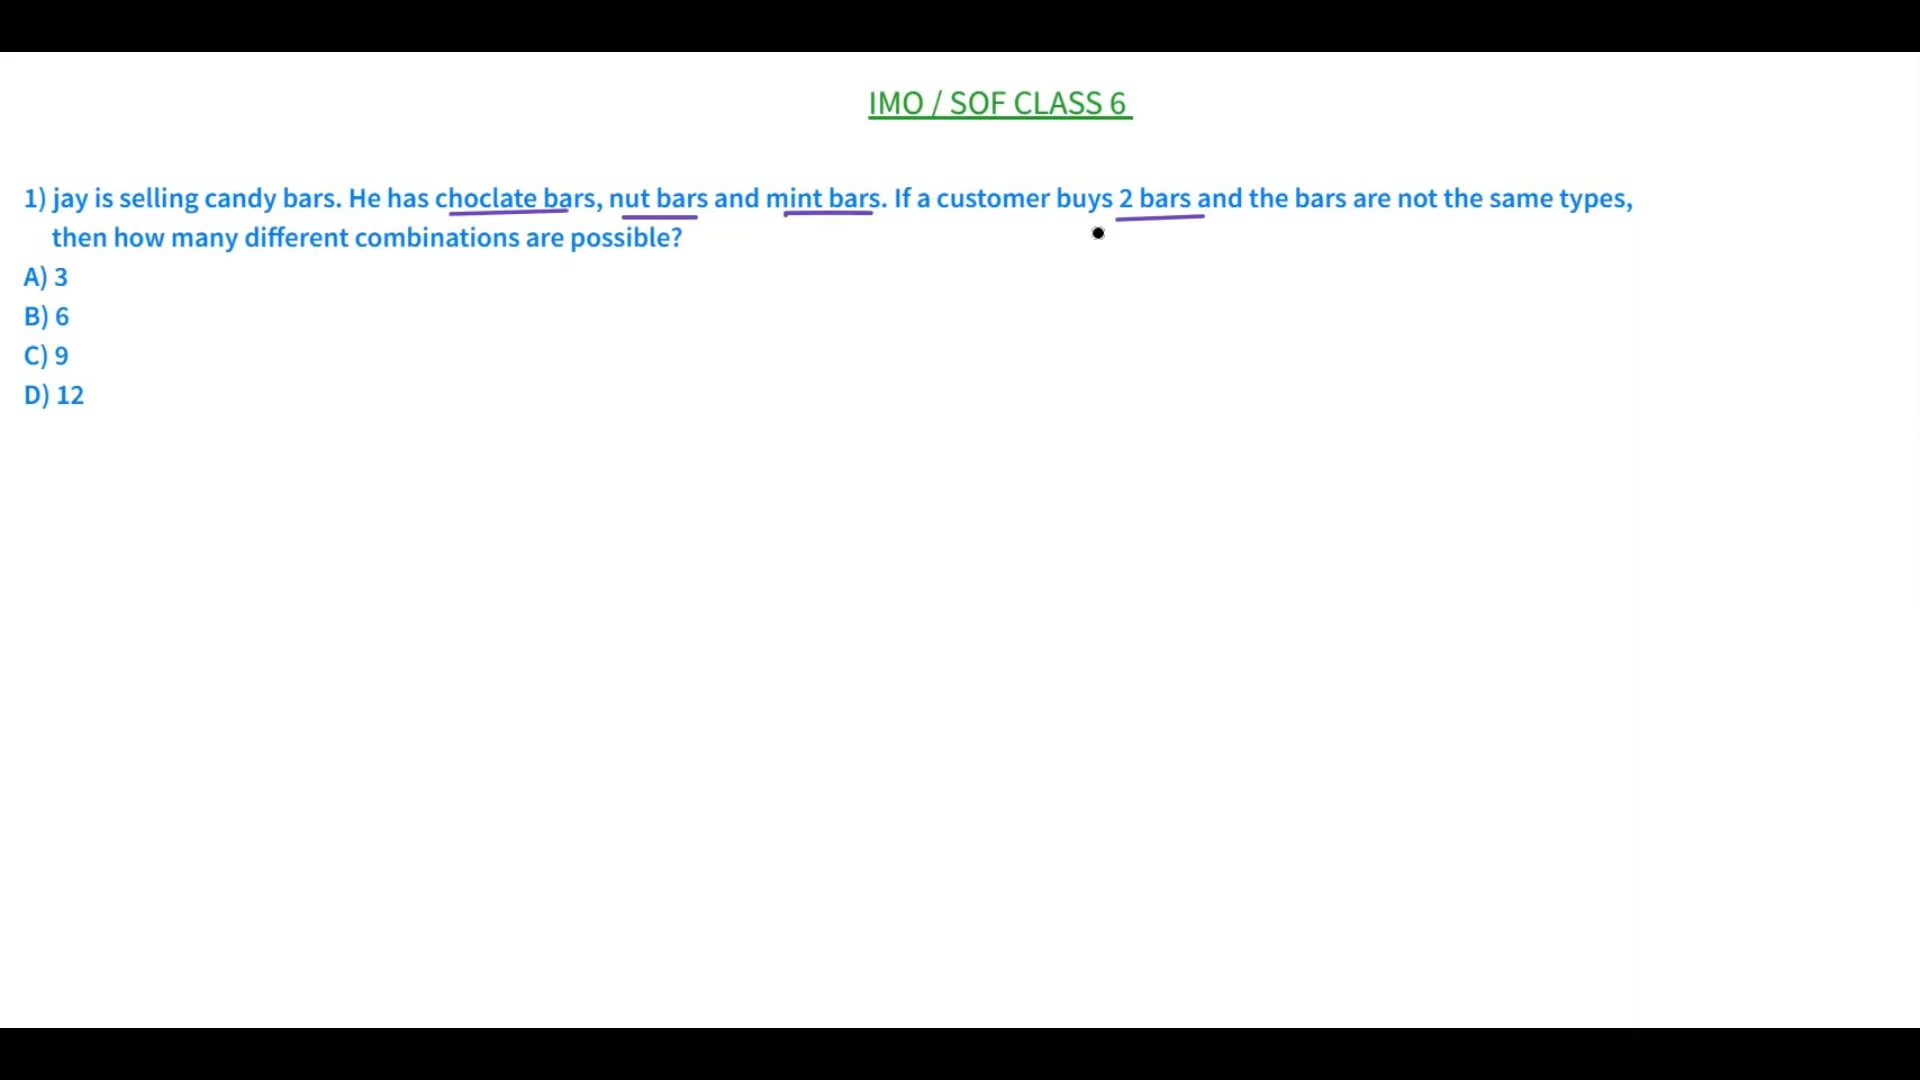 IMO / SOF CLASS 6
1) jay is selling candy bars. He has choclate bars, nut bars and mint bars. If a customer buys 2 bars and the bars are not the same types,
then how many different combinations are possible?
A) 3
B) 6
C) 9
D) 12